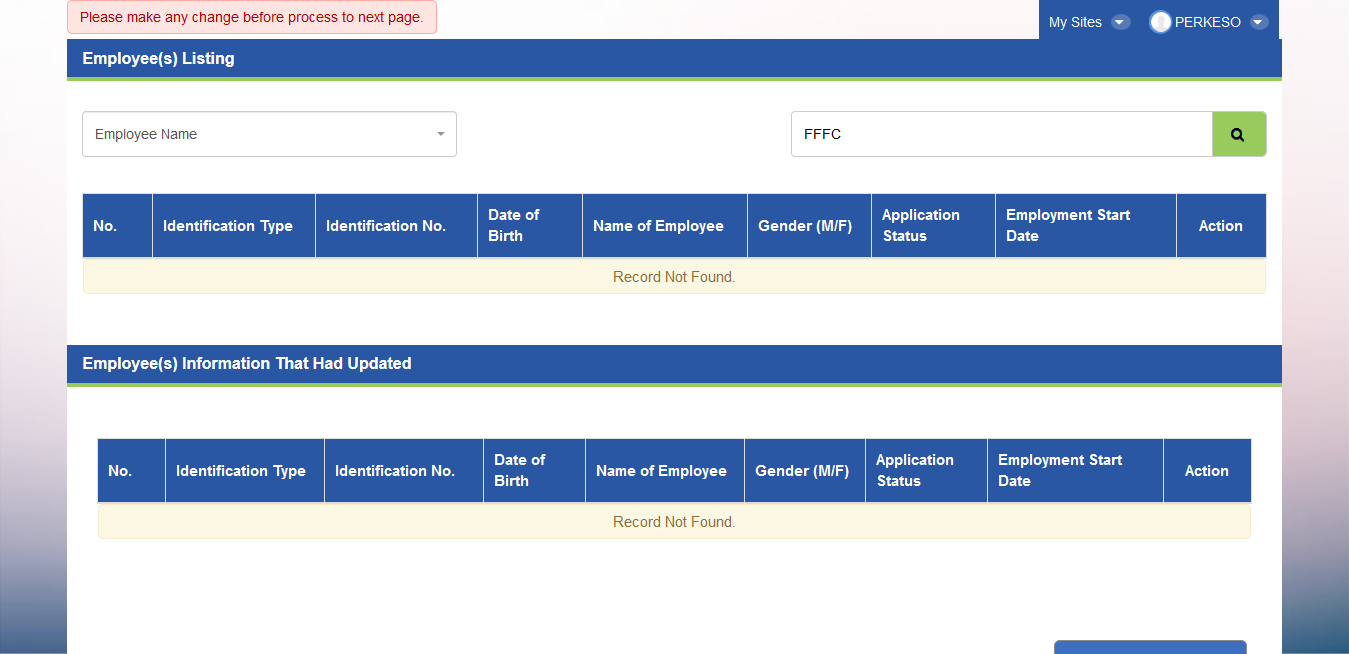 Please make any change before process to next page.
My Sites PERKESO
Employee(s) Listing
Employee Name
FFFC
No. Identification Type Identification No. Date of Birth Name of Employee Gender (M/F) Application Status Employment Start Date Action
Record Not Found.
Employee(s) Information That Had Updated
No. Identification Type Identification No. Date of Birth Name of Employee Gender (M/F) Application Status Employment Start Date Action
Record Not Found.